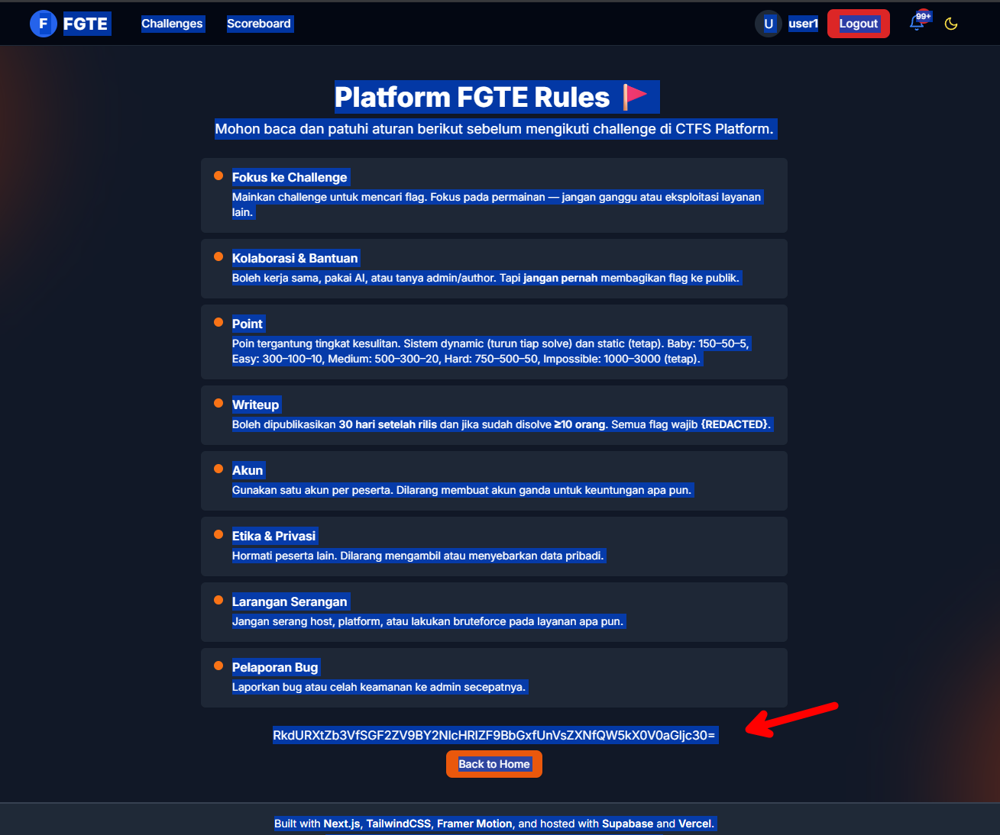 F FGTE Challenges Scoreboard U user1 Logout 99+
Platform FGTE Rules 🚩
Mohon baca dan patuhi aturan berikut sebelum mengikuti challenge di CTFS Platform.
Fokus ke Challenge
Mainkan challenge untuk mencari flag. Fokus pada permainan — jangan ganggu atau eksploitasi layanan
lain.
Kolaborasi & Bantuan
Boleh kerja sama, pakai AI, atau tanya admin/author. Tapi jangan pernah membagikan flag ke publik.
Point
Poin tergantung tingkat kesulitan. Sistem dynamic (turun tiap solve) dan static (tetap). Baby: 150–50–5,
Easy: 300–100–10, Medium: 500–300–20, Hard: 750–500–50, Impossible: 1000–3000 (tetap).
Writeup
Boleh dipublikasikan 30 hari setelah rilis dan jika sudah disolve ≥10 orang. Semua flag wajib {REDACTED}.
Akun
Gunakan satu akun per peserta. Dilarang membuat akun ganda untuk keuntungan apa pun.
Etika & Privasi
Hormati peserta lain. Dilarang mengambil atau menyebarkan data pribadi.
Larangan Serangan
Jangan serang host, platform, atau lakukan bruteforce pada layanan apa pun.
Pelaporan Bug
Laporkan bug atau celah keamanan ke admin secepatnya.
RkdURXtZb3VfSGF2ZV9BY2NlcHRlZF9BbGxfUnVsZXNfQW5kX0V0aGljc30=
Back to Home
Built with Next.js, TailwindCSS, Framer Motion, and hosted with Supabase and Vercel.